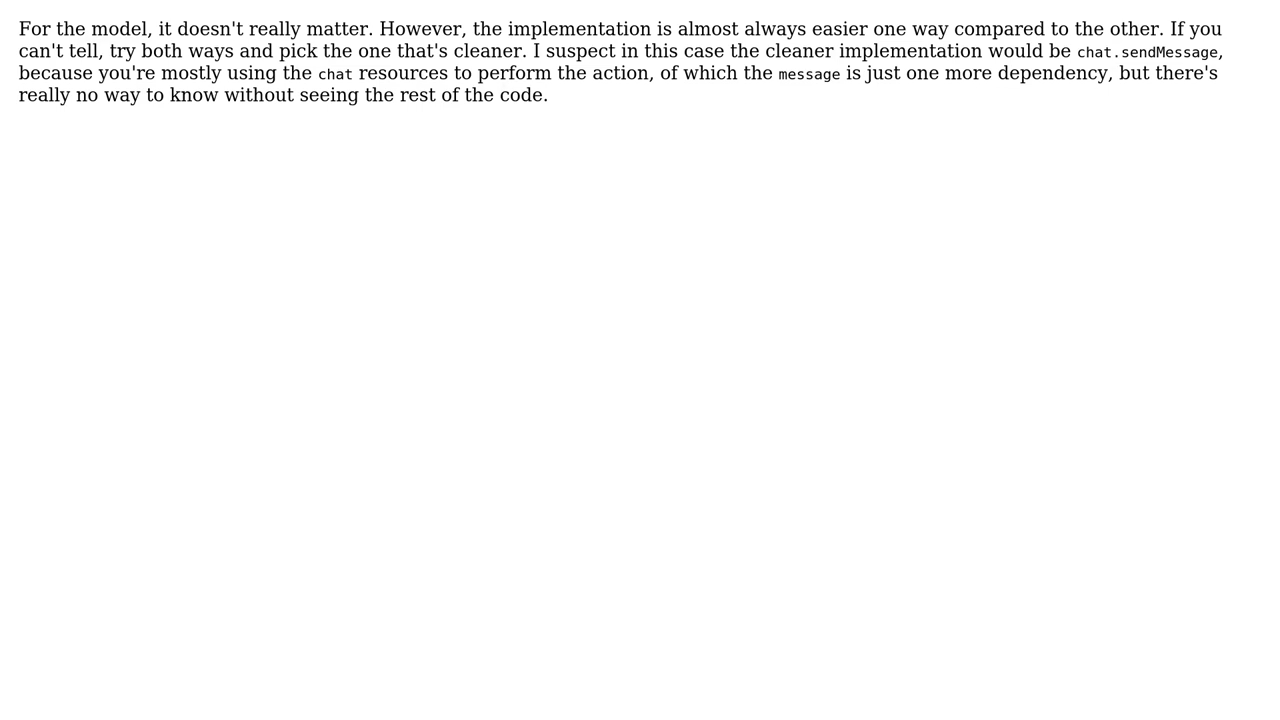 For the model, it doesn't really matter. However, the implementation is almost always easier one way compared to the other. If you
can't tell, try both ways and pick the one that's cleaner. I suspect in this case the cleaner implementation would be chat.sendMessage,
because you're mostly using the chat resources to perform the action, of which the message is just one more dependency, but there's
really no way to know without seeing the rest of the code.